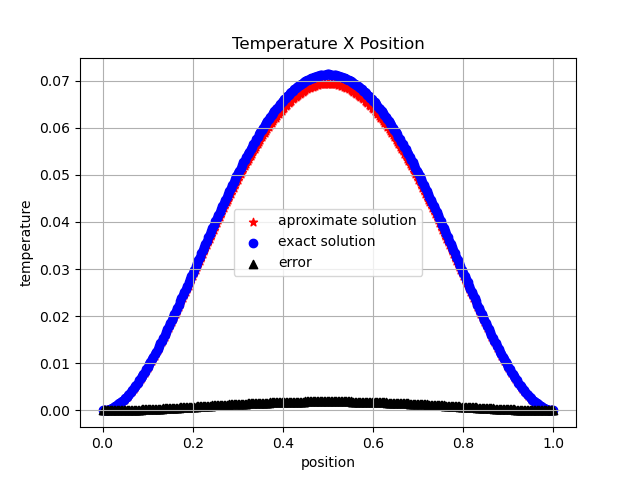 Temperature X Position
0.07
0.06
0.05
0.04
0.03
0.02
0.01
0.00
temperature
aproximate solution
exact solution
error
0.0 0.2 0.4 0.6 0.8 1.0
position